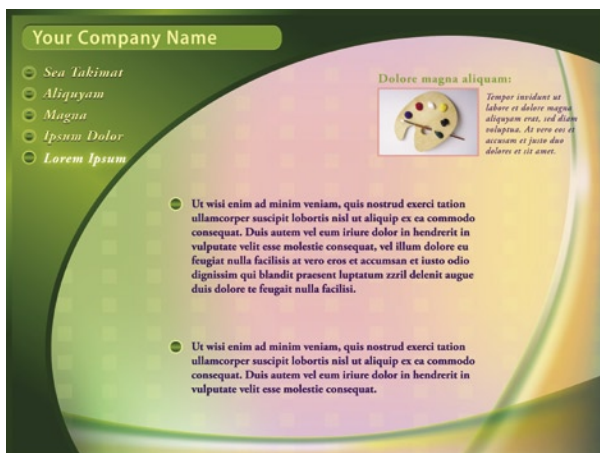 Your Company Name
Sea Takimat
Aliquyam
Magna
Ipsum Dolor
Lorem Ipsum
Dolore magna aliquam:
Tempor invidunt ut
labore et dolore magna
aliquyam erat, sed diam
voluptua. At vero eos et
accusam et justo duo
dolores et sit amet.
Ut wisi enim ad minim veniam, quis nostrud exerci tation
ullamcorper suscipit lobortis nisl ut aliquip ex ea commodo
consequat. Duis autem vel eum iriure dolor in hendrerit in
vulputate velit esse molestie consequat, vel illum dolore eu
feugiat nulla facilisis at vero eros et accumsan et iusto odio
dignissim qui blandit praesent luptatum zzril delenit augue
duis dolore te feugait nulla facilisi.
Ut wisi enim ad minim veniam, quis nostrud exerci tation
ullamcorper suscipit lobortis nisl ut aliquip ex ea commodo
consequat. Duis autem vel eum iriure dolor in hendrerit in
vulputate velit esse molestie consequat.